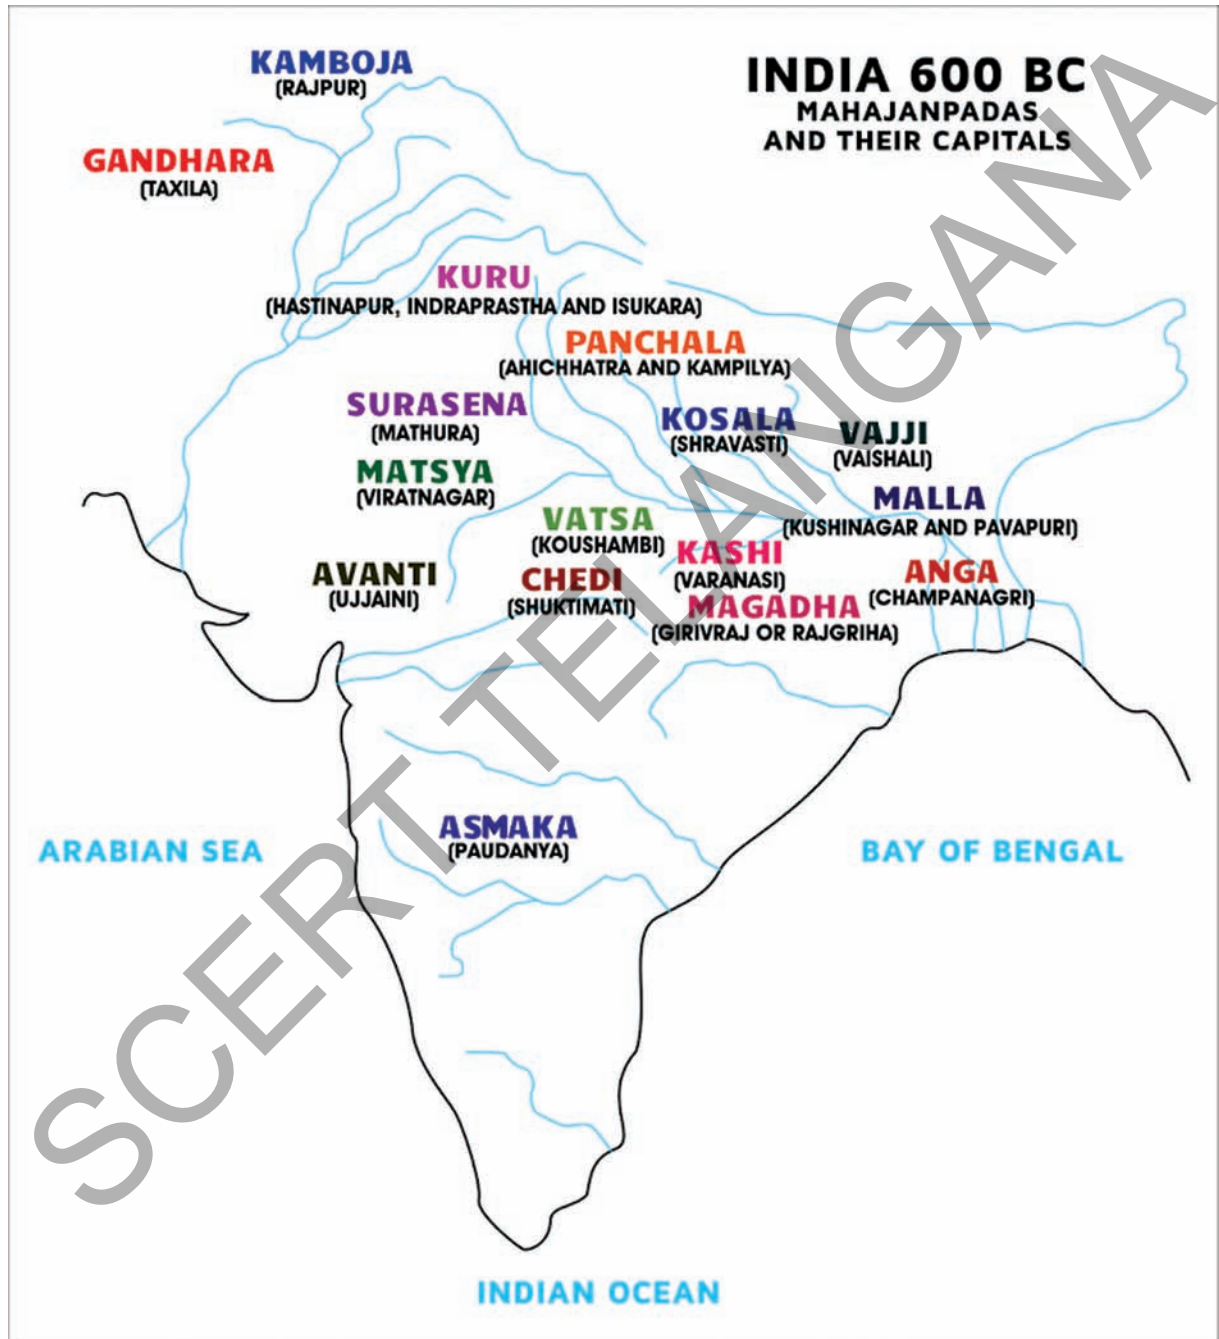 KAMBOJA
(RAJPUR)
INDIA 600 BC
MAHAJANPADAS
AND THEIR CAPITALS
GANDHARA
(TAXILA)
KURU
(HASTINAPUR, INDRAPRASTHA AND ISUKARA)
PANCHALA
(AHICHHATRA AND KAMPILYA)
SURASENA
(MATHURA)
KOSALA
(SHRAVASTI)
VAJJI
(VAISHALI)
MATSYA
(VIRATNAGAR)
MALLA
(KUSHINAGAR AND PAVAPURI)
VATSA
(KOUSHAMBI)
KASHI
(VARANASI)
AVANTI
(UJJAINI)
CHEDI
(SHUKTIMATI)
ANGA
(CHAMPANAGRI)
MAGADHA
(GIRIVRAJ OR RAJGRIHA)
ASMAKA
(PAUDANYA)
ARABIAN SEA
BAY OF BENGAL
INDIAN OCEAN
SCERT TELANGANA